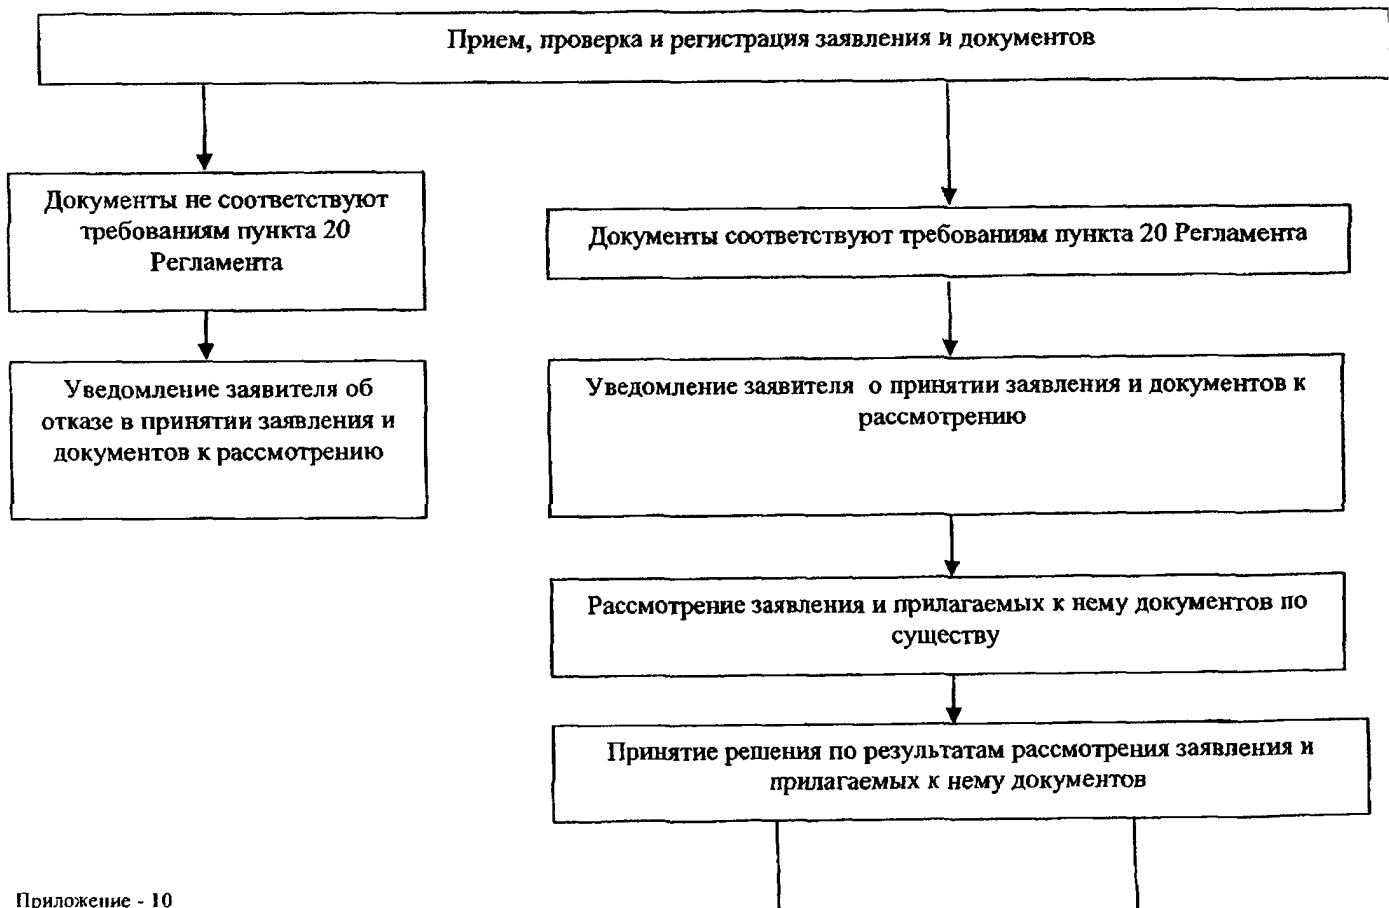 Прием, проверка и регистрация заявления и документов
Документы не соответствуют
требованиям пункта 20
Регламента
Документы соответствуют требованиям пункта 20 Регламента
Уведомление заявителя об
отказе в принятии заявления и
документов к рассмотрению
Уведомление заявителя о принятии заявления и документов к
рассмотрению
Рассмотрение заявления и прилагаемых к нему документов по
существу
Принятие решения по результатам рассмотрения заявления и
прилагаемых к нему документов
Приложение - 10